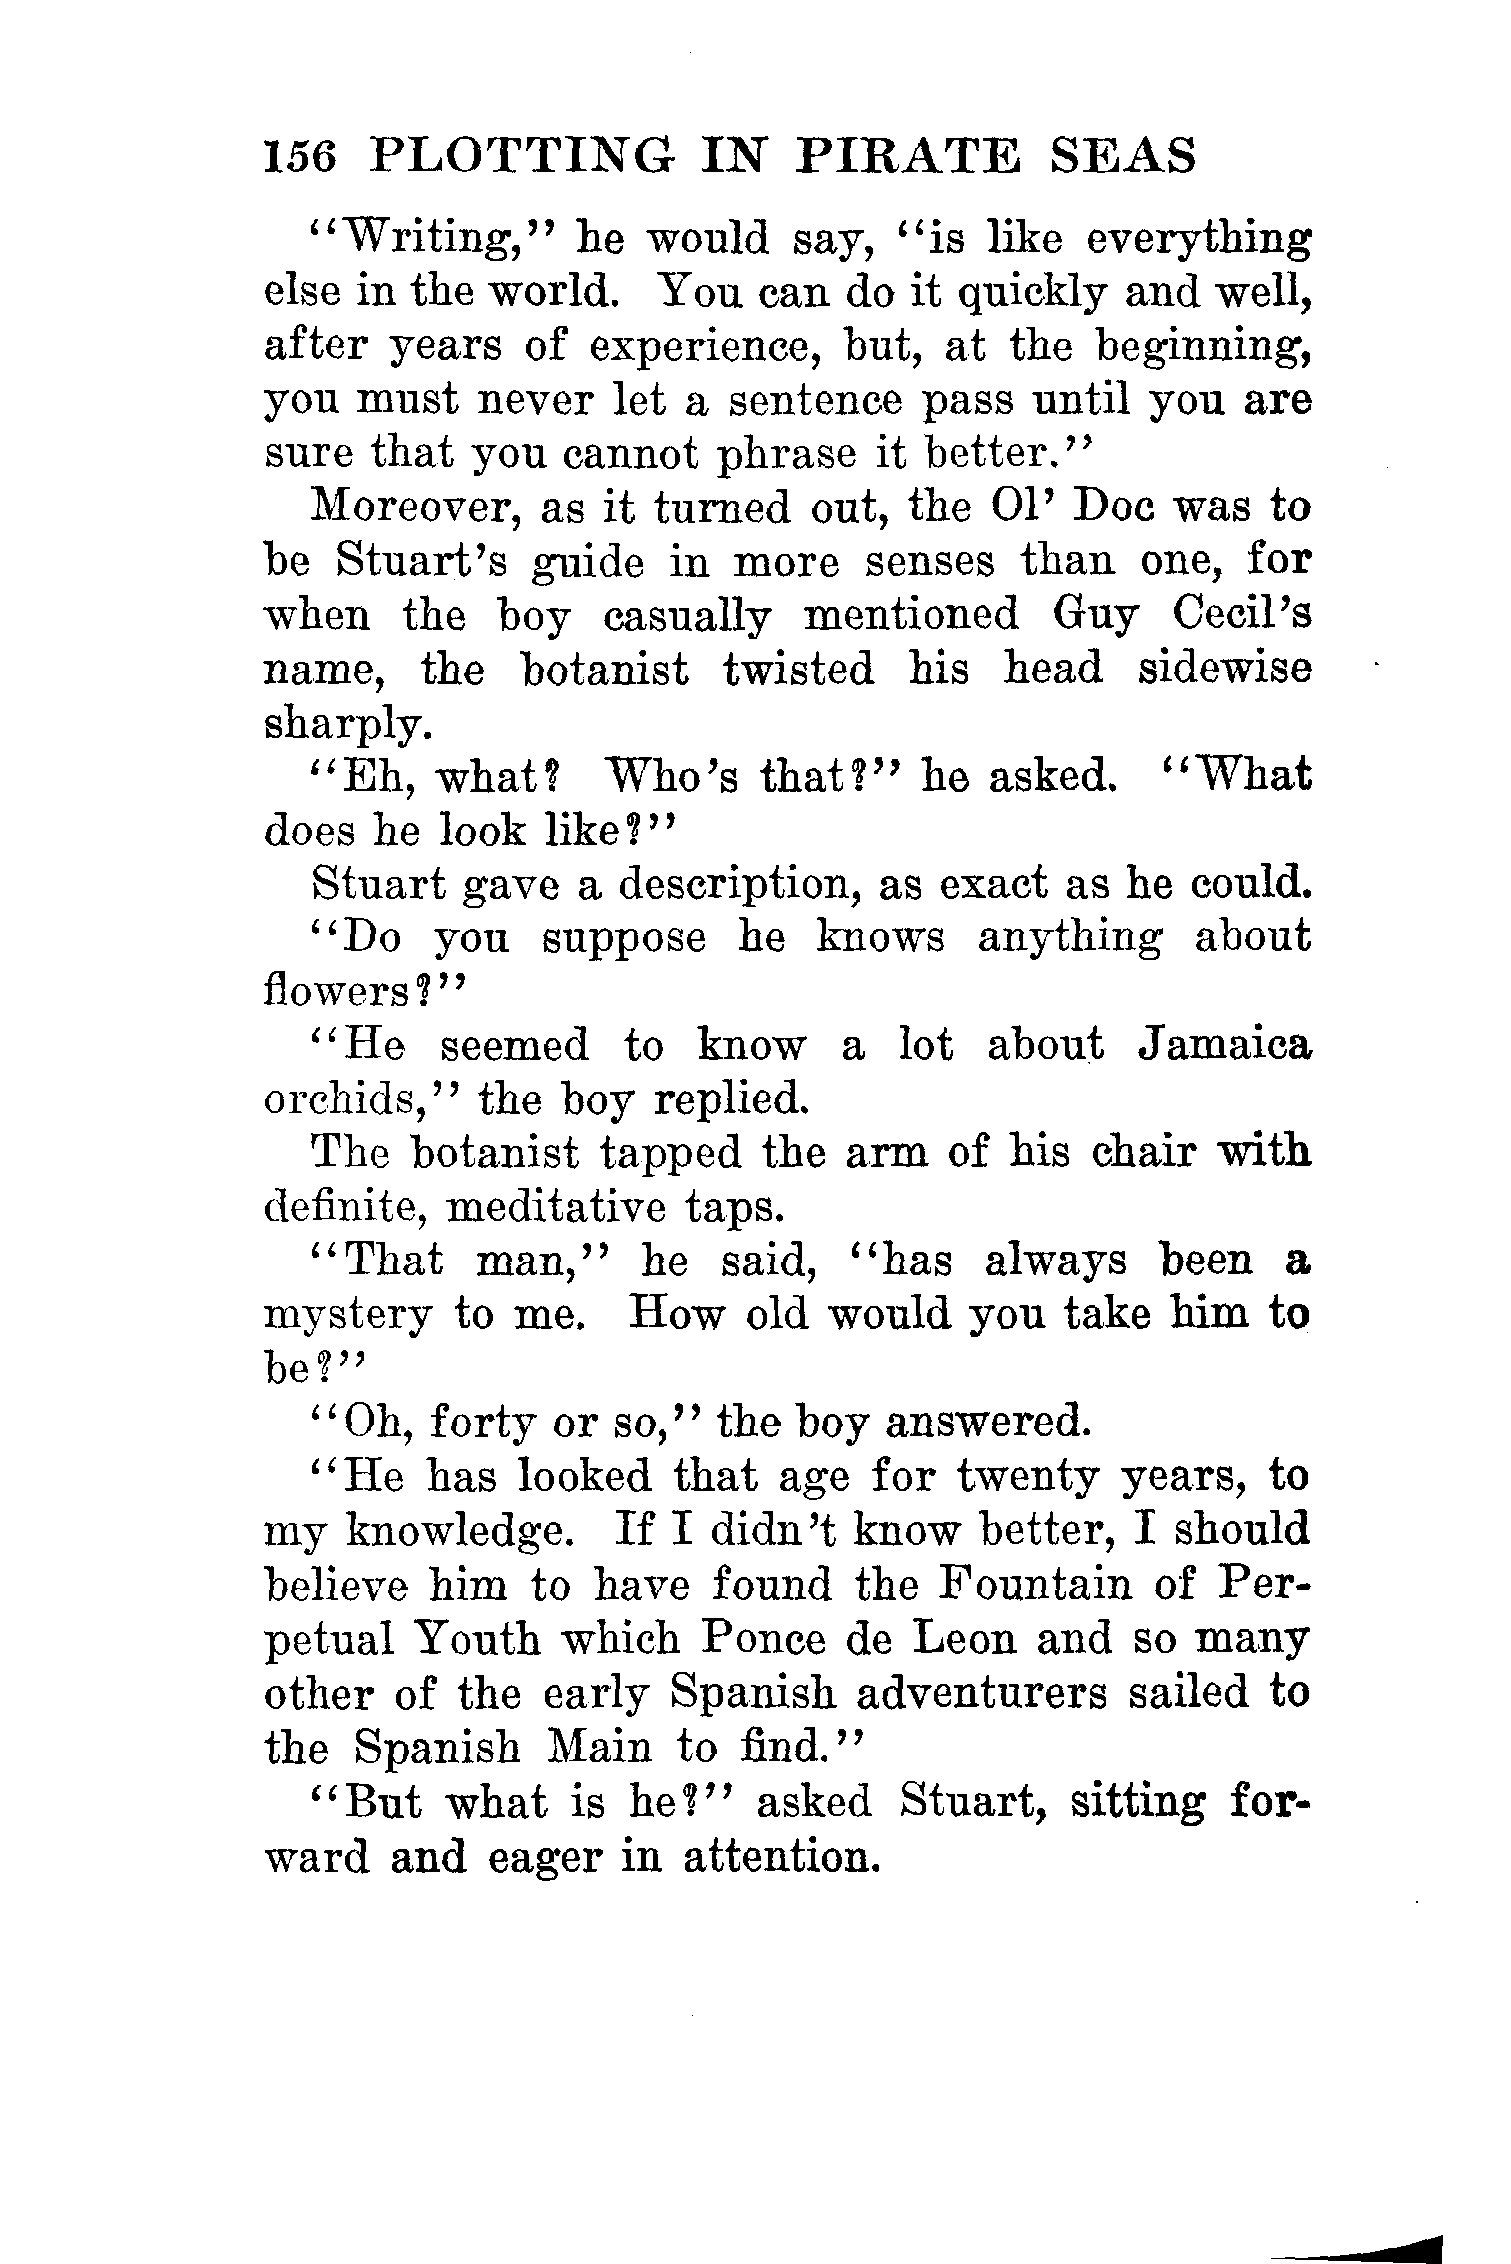 156 PLOTTING IN PIRATE SEAS
“Writing,” he would say, “is like everything
else in the world. You can do it quickly and well,
after years of experience, but, at the beginning,
you must never let a sentence pass until you are
sure that you cannot phrase it better.”
Moreover, as it turned out, the Ol’ Doc was to
be Stuart’s guide in more senses than one, for
when the boy casually mentioned Guy Cecil’s
name, the botanist twisted his head sidewise
sharply.
“Eh, what? Who’s that?” he asked. “What
does he look like?”
Stuart gave a description, as exact as he could.
“Do you suppose he knows anything about
flowers?”
“He seemed to know a lot about Jamaica
orchids,” the boy replied.
The botanist tapped the arm of his chair with
definite, meditative taps.
“That man,” he said, “has always been a
mystery to me. How old would you take him to
be?”
“Oh, forty or so,” the boy answered.
“He has looked that age for twenty years, to
my knowledge. If I didn’t know better, I should
believe him to have found the Fountain of Per-
petual Youth which Ponce de Leon and so many
other of the early Spanish adventurers sailed to
the Spanish Main to find.”
“But what is he?” asked Stuart, sitting for-
ward and eager in attention.